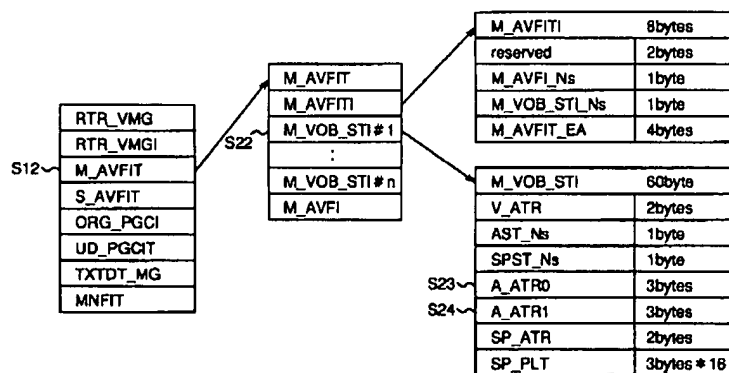 RTR_VMG
RTR_VMGI
S12 M_AVFIT
S_AVFIT
ORG_PGCI
UD_PGCIT
TXTDT_MG
MNFIT
M_AVFIT
M_AVFITI
S22 M_VOB_STI#1
:
M_VOB_STI#n
M_AVFI
M_AVFITI 8bytes
reserved 2bytes
M_AVFI_Ns 1byte
M_VOB_STI_Ns 1byte
M_AVFIT_EA 4bytes
M_VOB_STI 60byte
V_ATR 2bytes
AST_Ns 1byte
SPST_Ns 1byte
S23 A_ATR0 3bytes
S24 A_ATR1 3bytes
SP_ATR 2bytes
SP_PLT 3bytes*16